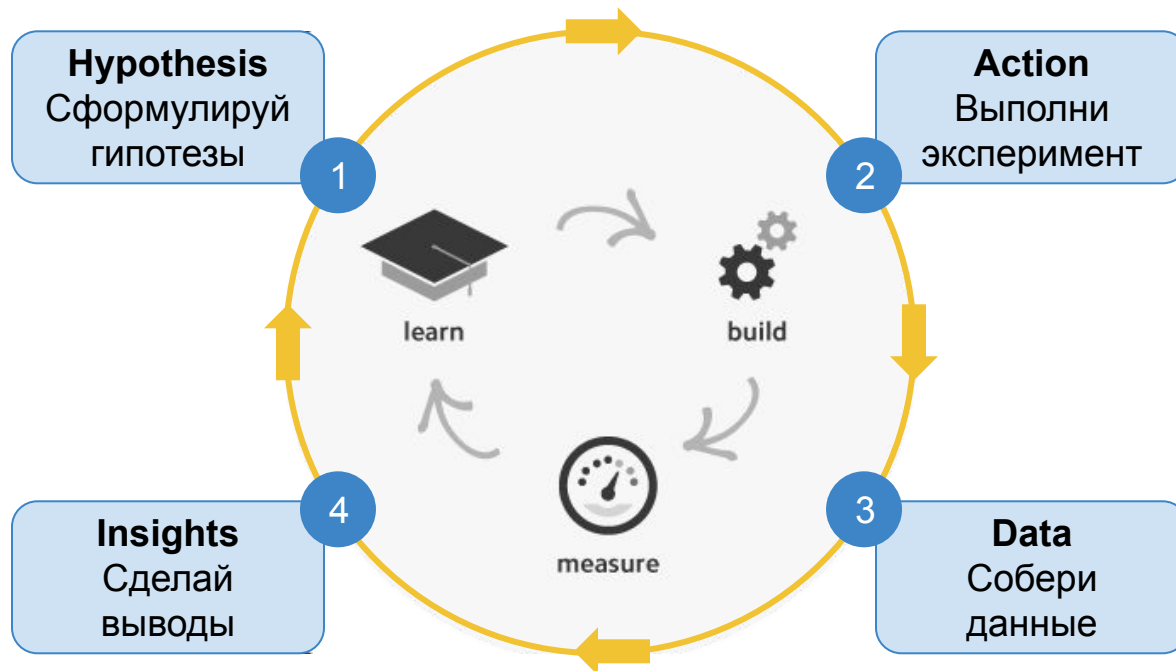 Hypothesis
Сформулируй
гипотезы
1
Action
Выполни
эксперимент
2
learn
build
measure
4
Insights
Сделай
выводы
3
Data
Собери
данные